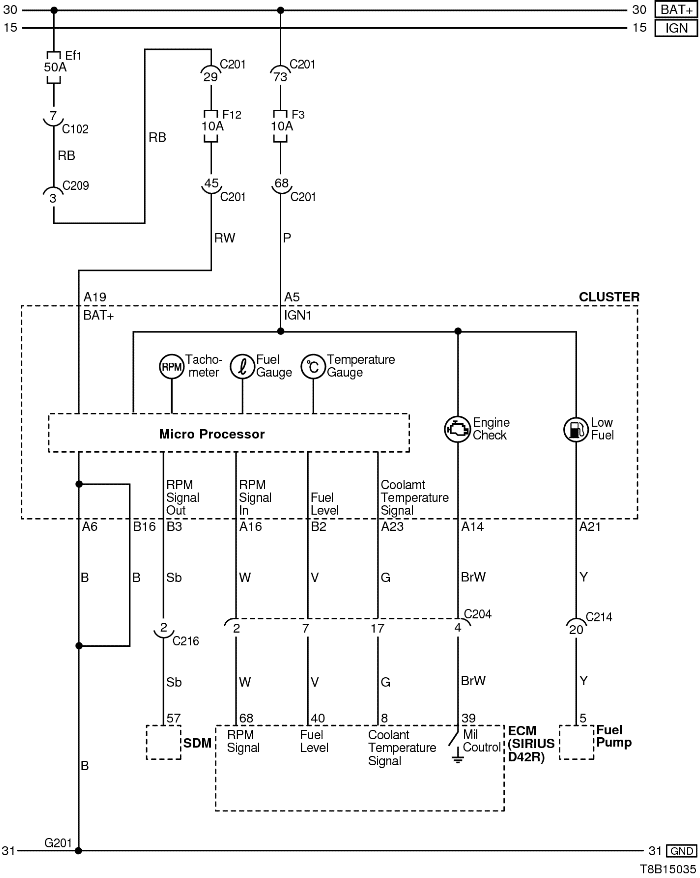 30
30 BAT+
15
15 IGN
Ef1
50A
C201
29
C201
73
7
C102
F12
10A
F3
10A
RB
RB
C209
3
45
C201
68
C201
RW
P
A19
A5
CLUSTER
BAT+
IGN1
RPM
Tacho-
meter
ℓ
Fuel
Gauge
°C
Temperature
Gauge
Micro Processor
Engine
Check
Low
Fuel
RPM
Signal
Out
RPM
Signal
In
Fuel
Level
Coolamt
Temperature
Signal
A6
B16
B3
A16
B2
A23
A14
A21
B
B
Sb
W
V
G
BrW
Y
2
C216
2
7
17
4
C204
20
C214
Sb
W
V
G
BrW
Y
57
68
40
8
39
5
SDM
RPM
Signal
Fuel
Level
Coolant
Temperature
Signal
Mil
Coutrol
ECM
(SIRIUS
D42R)
Fuel
Pump
B
G201
31
31 GND
T8B15035